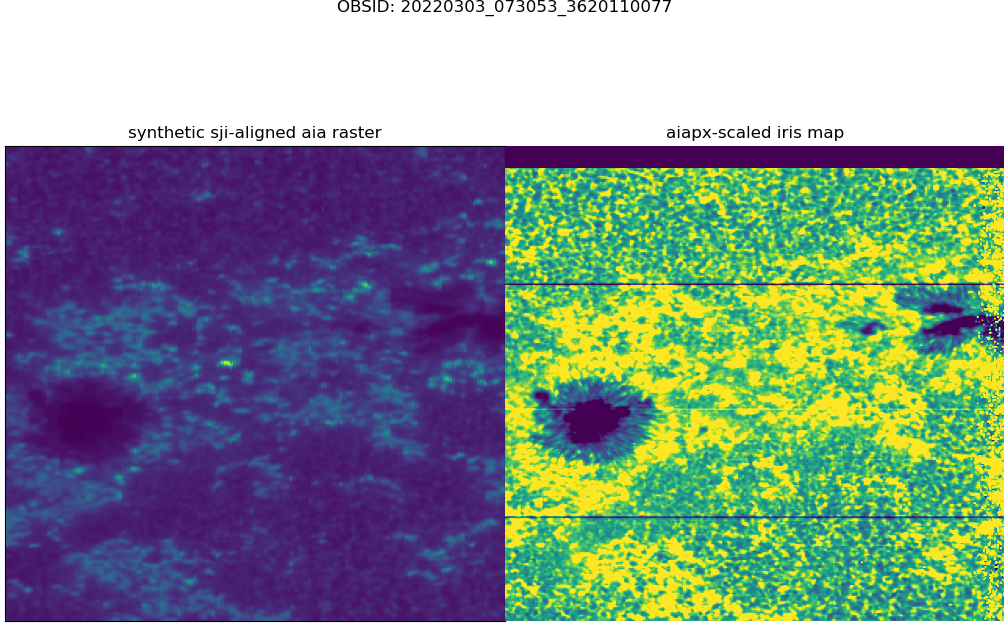 OBSID: 20220303_073053_3620110077
synthetic sji-aligned aia raster
aiapx-scaled iris map